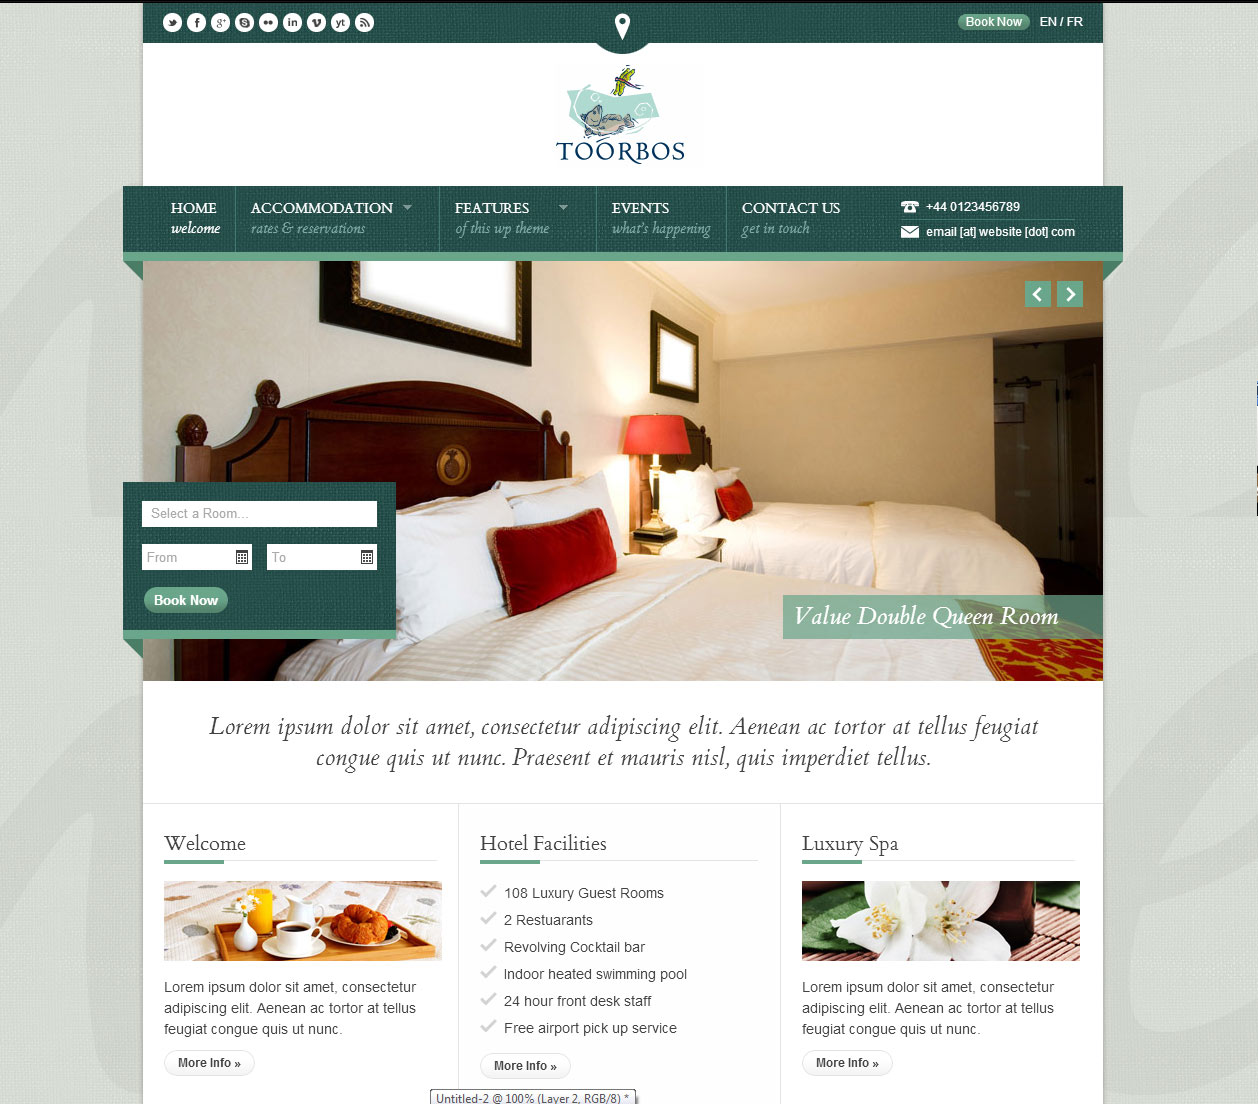 Book Now
EN / FR
TOORBOS
HOME
welcome
ACCOMMODATION
rates & reservations
FEATURES
of this wp theme
EVENTS
what's happening
CONTACT US
get in touch
+44 0123456789
email [at] website [dot] com
Select a Room...
From
To
Book Now
Value Double Queen Room
Lorem ipsum dolor sit amet, consectetur adipiscing elit. Aenean ac tortor at tellus feugiat
congue quis ut nunc. Praesent et mauris nisl, quis imperdiet tellus.
Welcome
Lorem ipsum dolor sit amet, consectetur
adipiscing elit. Aenean ac tortor at tellus
feugiat congue quis ut nunc.
More Info »
Hotel Facilities
108 Luxury Guest Rooms
2 Restuarants
Revolving Cocktail bar
Indoor heated swimming pool
24 hour front desk staff
Free airport pick up service
More Info »
Luxury Spa
Lorem ipsum dolor sit amet, consectetur
adipiscing elit. Aenean ac tortor at tellus
feugiat congue quis ut nunc.
More Info »
Untitled-2 @ 100% (Layer 2, RGB/8) *